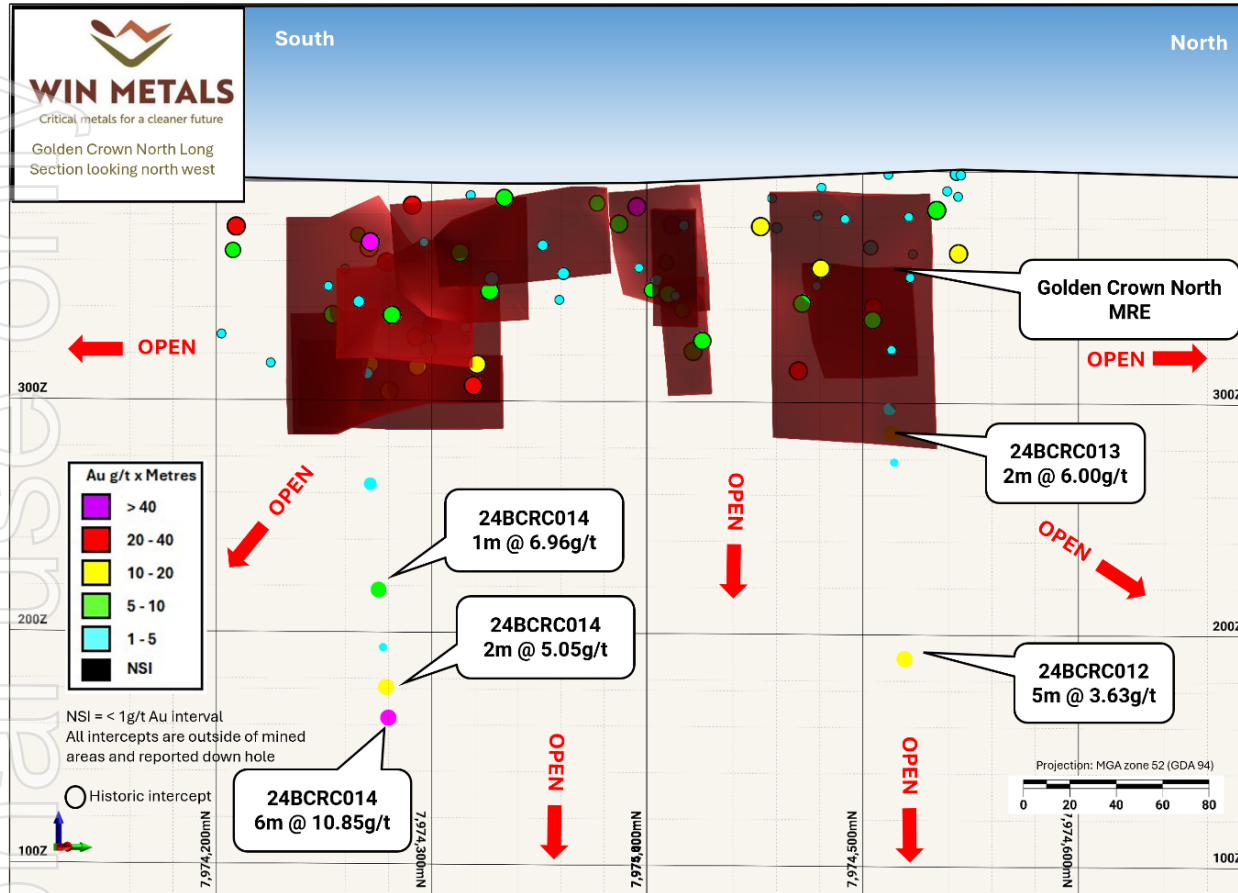 South
North
WIN METALS
Critical metals for a cleaner future
Golden Crown North Long
Section looking north west
Golden Crown North
MRE
OPEN
OPEN
300Z
300Z
24BCRC013
2m @ 6.00g/t
Au g/t x Metres
> 40
20 - 40
10 - 20
5 - 10
1 - 5
NSI
OPEN
OPEN
OPEN
24BCRC014
1m @ 6.96g/t
200Z
200Z
24BCRC014
2m @ 5.05g/t
24BCRC012
5m @ 3.63g/t
NSI = < 1g/t Au interval
All intercepts are outside of mined
areas and reported down hole
Historic intercept
24BCRC014
6m @ 10.85g/t
OPEN
OPEN
Projection: MGA zone 52 (GDA 94)
0 20 40 60 80
100Z
100Z
7,974,200mN
7,974,300mN
7,974,500mN
7,974,600mN